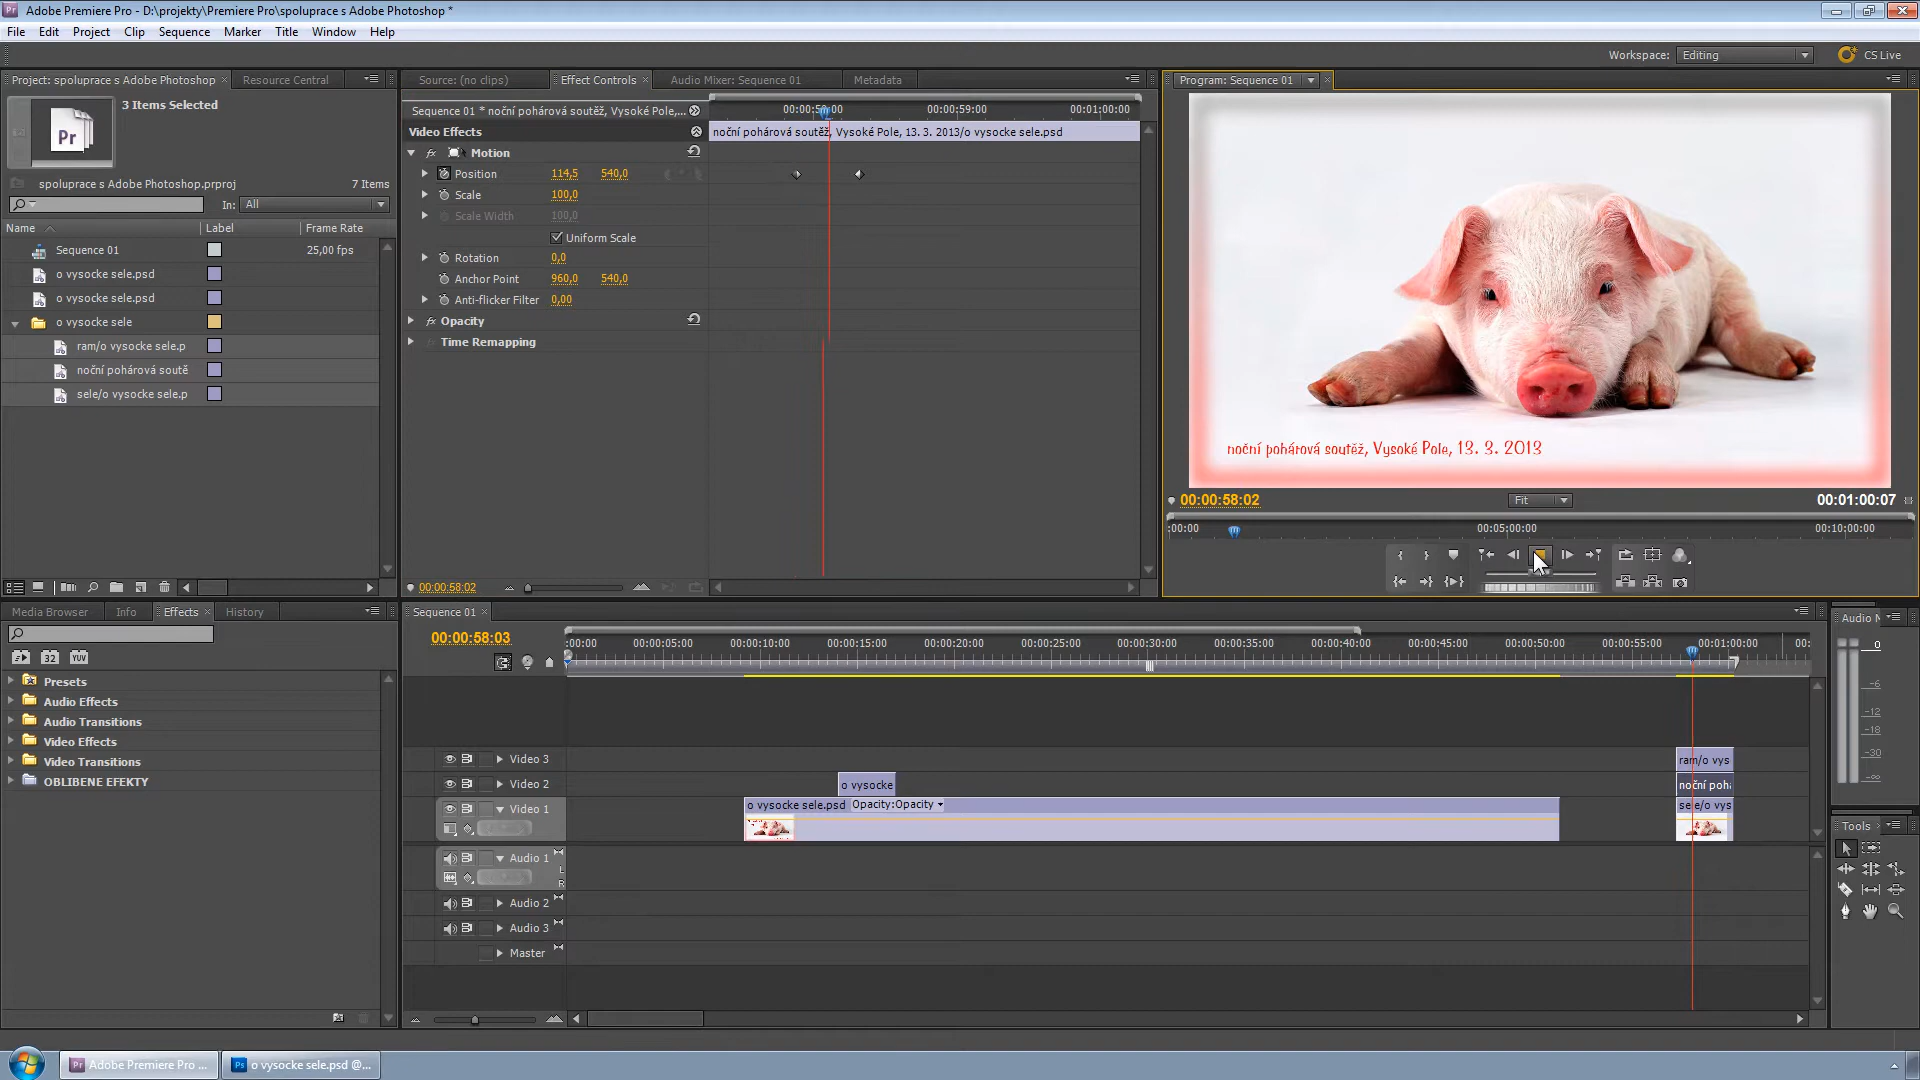 Adobe Premiere Pro - D:\projekty\Premiere Pro\spoluprace s Adobe Photoshop *
File Edit Project Clip Sequence Marker Title Window Help
Workspace: Editing CS Live
Project: spoluprace s Adobe Photoshop Resource Central
3 Items Selected
spoluprace s Adobe Photoshop.prproj 7 Items
In: All
Name Label Frame Rate
Sequence 01 25,00 fps
o vysocke sele.psd
o vysocke sele.psd
o vysocke sele
ram/o vysocke sele.p
noční pohárová soutě
sele/o vysocke sele.p
Source: (no clips) Effect Controls Audio Mixer: Sequence 01 Metadata
Sequence 01 * noční pohárová soutěž, Vysoké Pole,...
00:00:59:00 00:01:00:00
Video Effects
noční pohárová soutěž, Vysoké Pole, 13. 3. 2013/o vysocke sele.psd
Motion
Position 114,5 540,0
Scale 100,0
Scale Width 100,0
Uniform Scale
Rotation 0,0
Anchor Point 960,0 540,0
Anti-flicker Filter 0,00
Opacity
Time Remapping
00:00:58:02
Program: Sequence 01
noční pohárová soutěž, Vysoké Pole, 13. 3. 2013
00:00:58:02 Fit 00:01:00:07
:00:00 00:05:00:00 00:10:00:00
Media Browser Info Effects History
32 YUV
Presets
Audio Effects
Audio Transitions
Video Effects
Video Transitions
OBLIBENE EFEKTY
Sequence 01
00:00:58:03
:00:00 00:00:05:00 00:00:10:00 00:00:15:00 00:00:20:00 00:00:25:00 00:00:30:00 00:00:35:00 00:00:40:00 00:00:45:00 00:00:50:00 00:00:55:00 00:01:00:00 00:
Video 3 ram/o vys
Video 2 o vysocke noční pohá
Video 1 o vysocke sele.psd Opacity:Opacity sele/o vys
Audio 1
L
R
Audio 2
Audio 3
Master
Audio M
0
-6
-12
-18
-30
-∞
Tools
Pr Adobe Premiere Pro ...
Ps o vysocke sele.psd @...